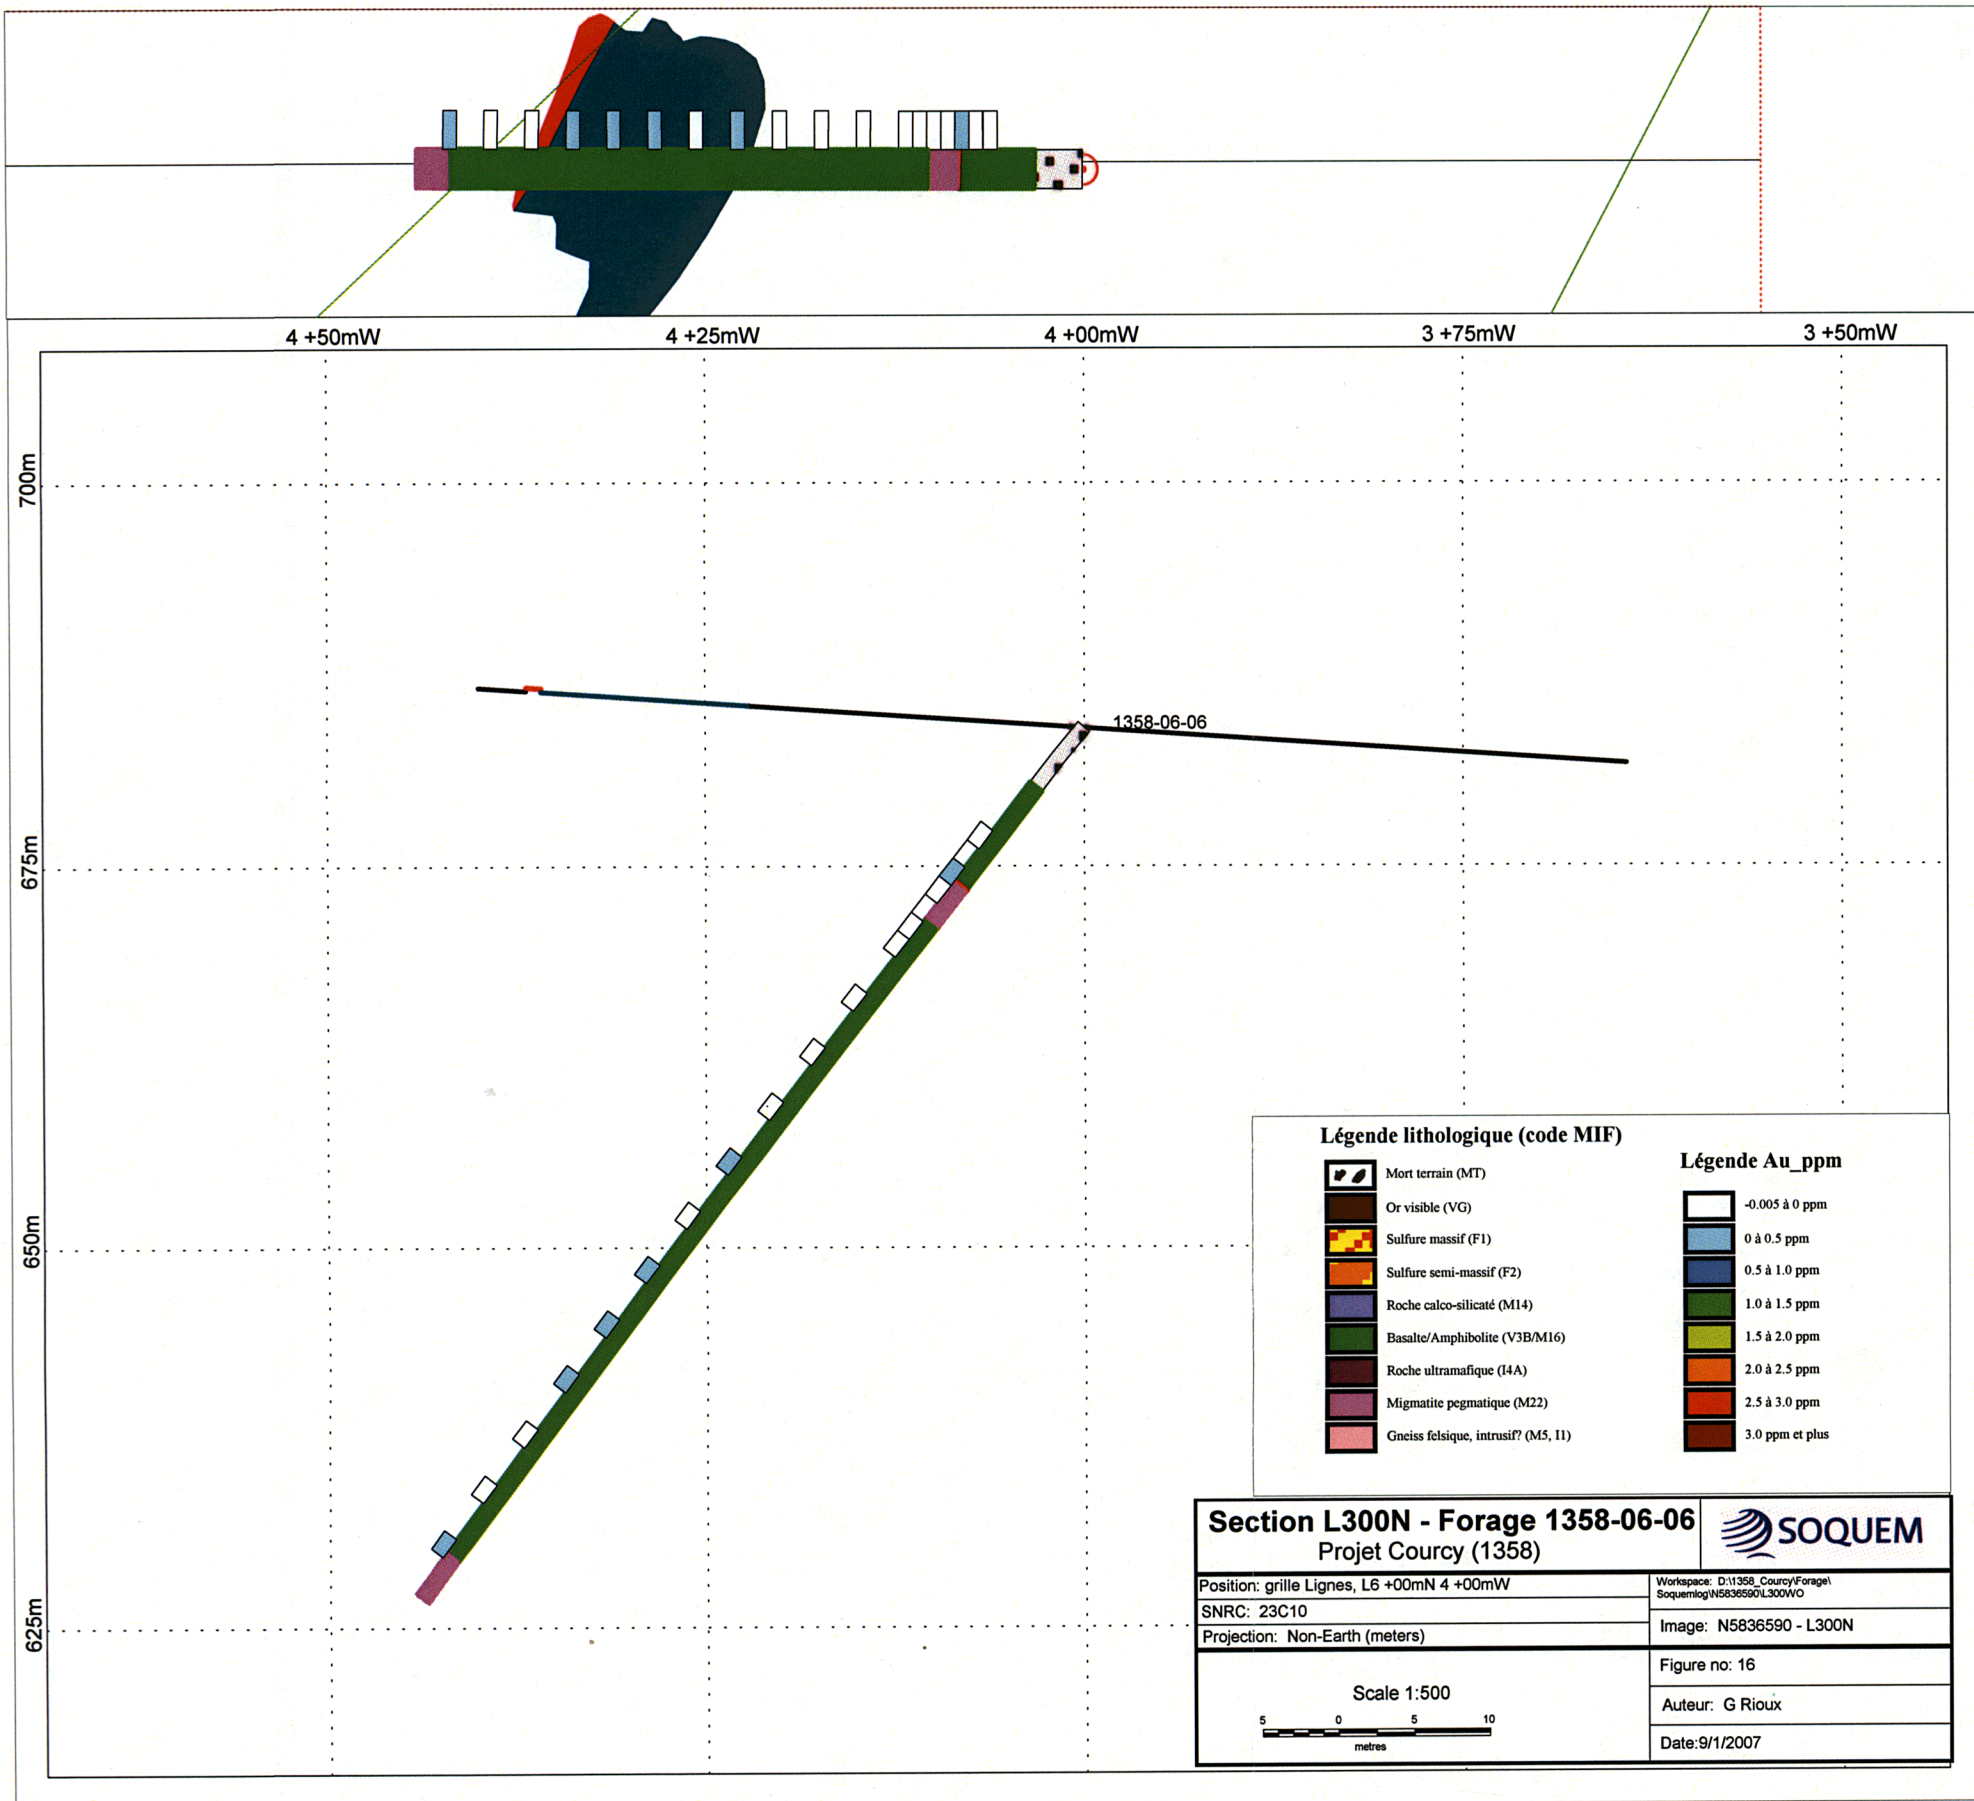 4 +50mW 4 +25mW 4 +00mW 3 +75mW 3 +50mW
700m
675m
650m
625m
1358-06-06
Légende lithologique (code MIF)
Mort terrain (MT)
Or visible (VG)
Sulfure massif (F1)
Sulfure semi-massif (F2)
Roche calco-silicaté (M14)
Basalte/Amphibolite (V3B/M16)
Roche ultramafique (I4A)
Migmatite pegmatique (M22)
Gneiss felsique, intrusif? (M5, I1)
Légende Au_ppm
-0.005 à 0 ppm
0 à 0.5 ppm
0.5 à 1.0 ppm
1.0 à 1.5 ppm
1.5 à 2.0 ppm
2.0 à 2.5 ppm
2.5 à 3.0 ppm
3.0 ppm et plus
Section L300N - Forage 1358-06-06
Projet Courcy (1358)
SOQUEM
Position: grille Lignes, L6 +00mN 4 +00mW
SNRC: 23C10
Projection: Non-Earth (meters)
Workspace: D:\1358_Courcy\Forage\
Soquemlog\N5836590\L300WO
Image: N5836590 - L300N
Figure no: 16
Auteur: G Rioux
Date:9/1/2007
Scale 1:500
5 0 5 10
metres